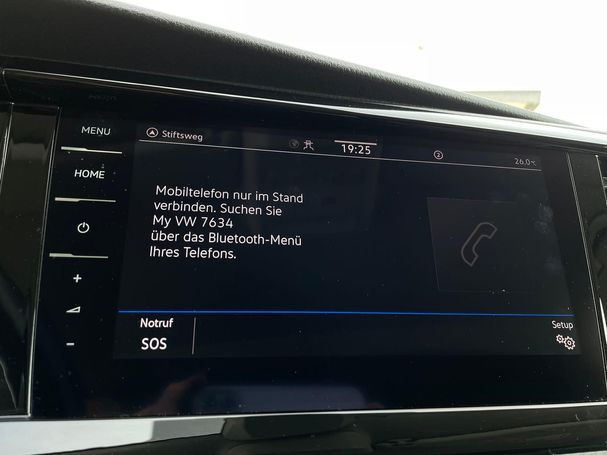 MENU
Stiftsweg
19:25
2
26.0°C
HOME
Mobiltelefon nur im Stand
verbinden. Suchen Sie
My VW 7634
über das Bluetooth-Menü
Ihres Telefons.
+
-
Notruf
SOS
Setup